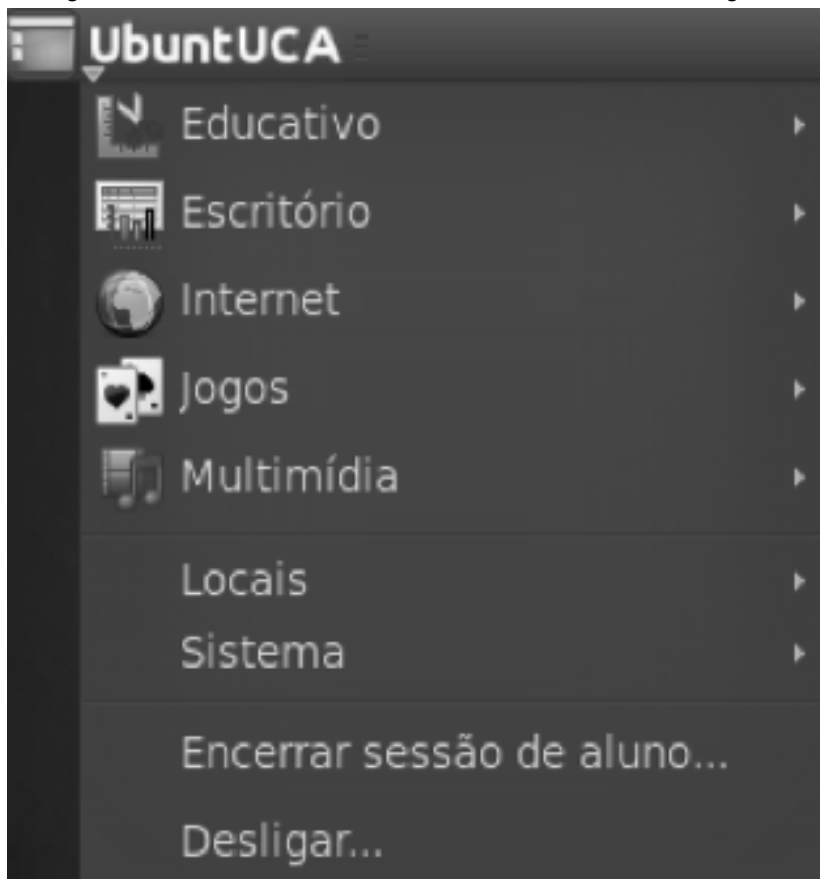 UbuntUCA
Educativo
Escritório
Internet
Jogos
Multimídia
Locais
Sistema
Encerrar sessão de aluno...
Desligar...